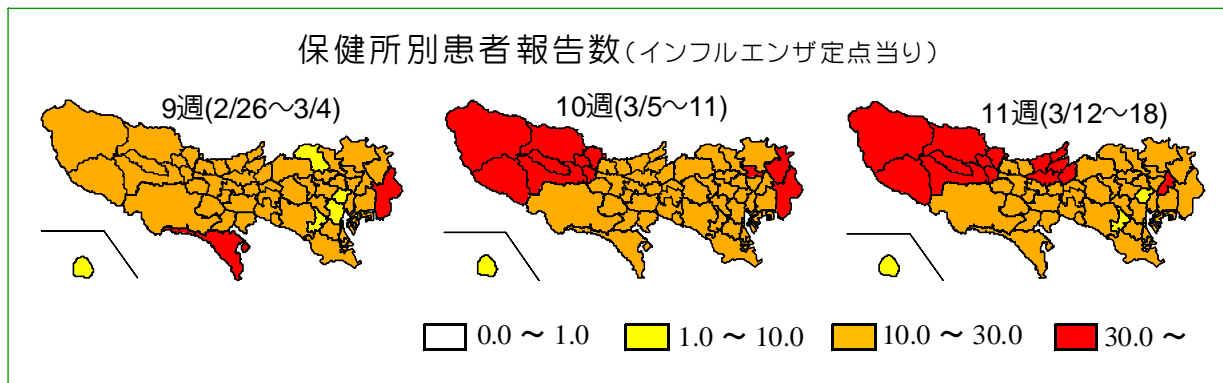 保健所別患者報告数(インフルエンザ定点当り)
9週(2/26～3/4)
10週(3/5～11)
11週(3/12～18)
0.0 ～ 1.0
1.0 ～ 10.0
10.0 ～ 30.0
30.0 ～